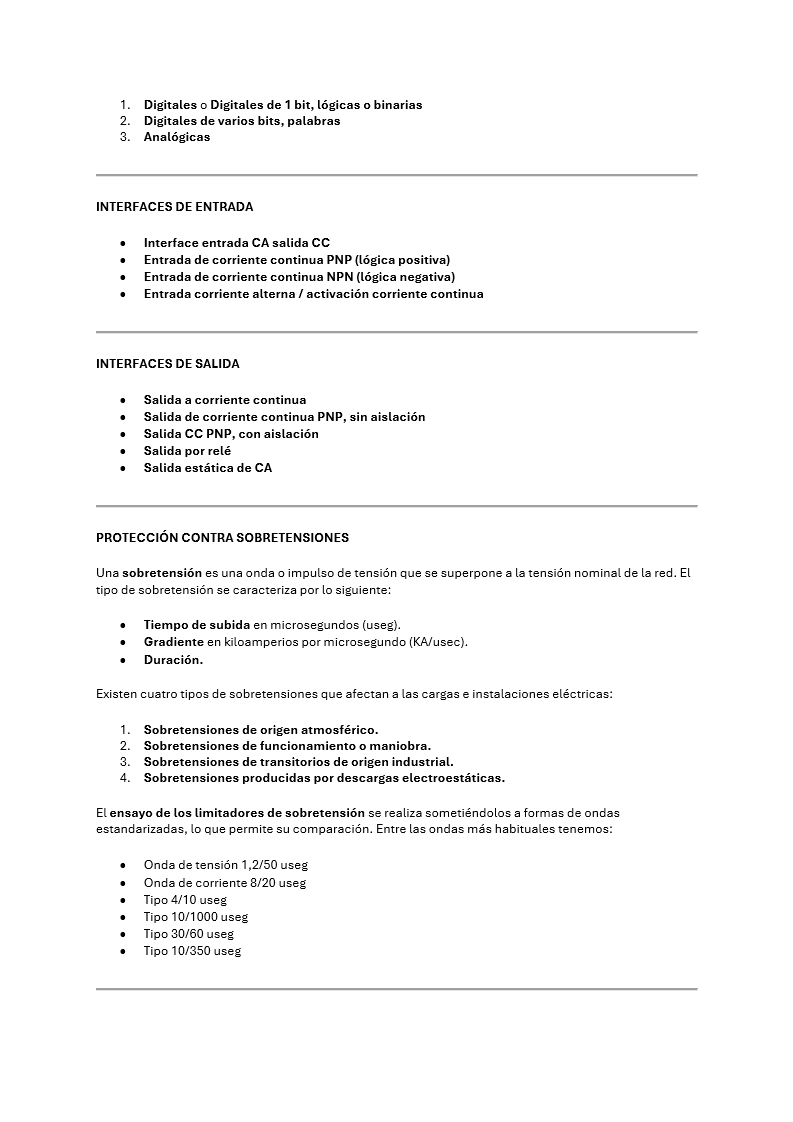 1. Digitales o Digitales de 1 bit, lógicas o binarias
2. Digitales de varios bits, palabras
3. Analógicas
INTERFACES DE ENTRADA
• Interface entrada CA salida CC
• Entrada de corriente continua PNP (lógica positiva)
• Entrada de corriente continua NPN (lógica negativa)
• Entrada corriente alterna / activación corriente continua
INTERFACES DE SALIDA
• Salida a corriente continua
• Salida de corriente continua PNP, sin aislación
• Salida CC PNP, con aislación
• Salida por relé
• Salida estática de CA
PROTECCIÓN CONTRA SOBRETENSIONES
Una sobretensión es una onda o impulso de tensión que se superpone a la tensión nominal de la red. El
tipo de sobretensión se caracteriza por lo siguiente:
• Tiempo de subida en microsegundos (useg).
• Gradiente en kiloamperios por microsegundo (KA/usec).
• Duración.
Existen cuatro tipos de sobretensiones que afectan a las cargas e instalaciones eléctricas:
1. Sobretensiones de origen atmosférico.
2. Sobretensiones de funcionamiento o maniobra.
3. Sobretensiones de transitorios de origen industrial.
4. Sobretensiones producidas por descargas electroestáticas.
El ensayo de los limitadores de sobretensión se realiza sometiéndolos a formas de ondas
estandarizadas, lo que permite su comparación. Entre las ondas más habituales tenemos:
• Onda de tensión 1,2/50 useg
• Onda de corriente 8/20 useg
• Tipo 4/10 useg
• Tipo 10/1000 useg
• Tipo 30/60 useg
• Tipo 10/350 useg